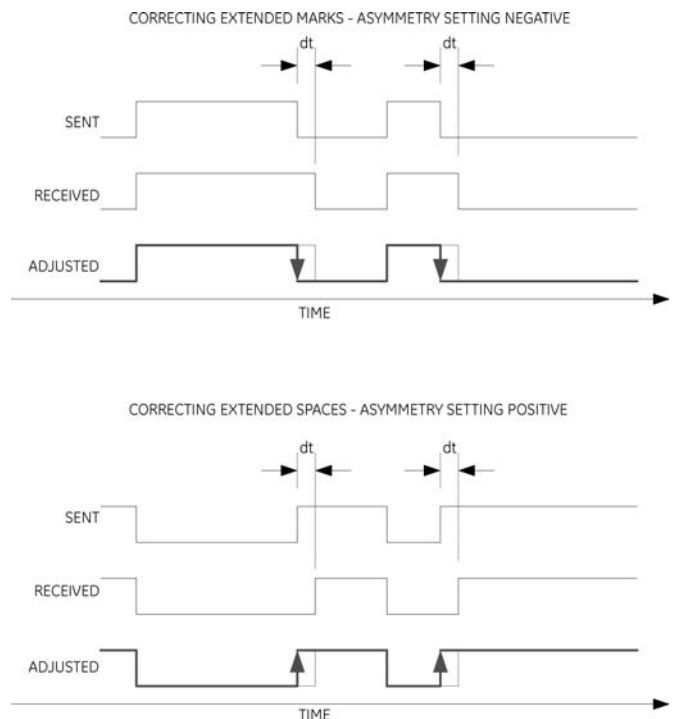 CORRECTING EXTENDED MARKS - ASYMMETRY SETTING NEGATIVE
dt dt
SENT
RECEIVED
ADJUSTED
TIME
CORRECTING EXTENDED SPACES - ASYMMETRY SETTING POSITIVE
dt dt
SENT
RECEIVED
ADJUSTED
TIME